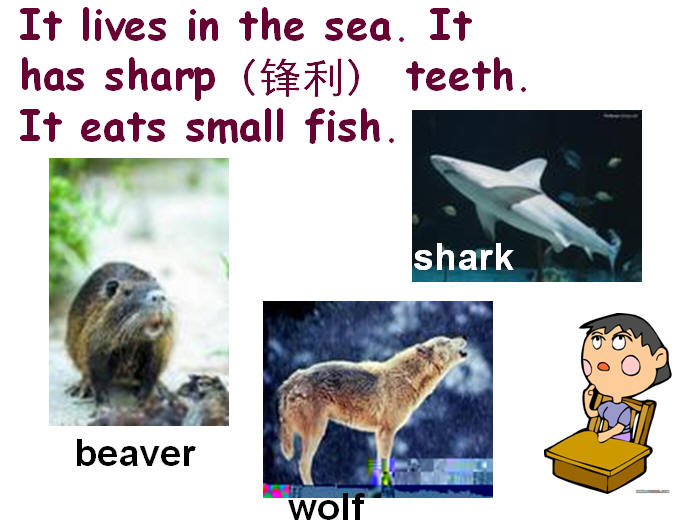 It lives in the sea. It
has sharp（锋利） teeth.
It eats small fish.
shark
beaver
wolf